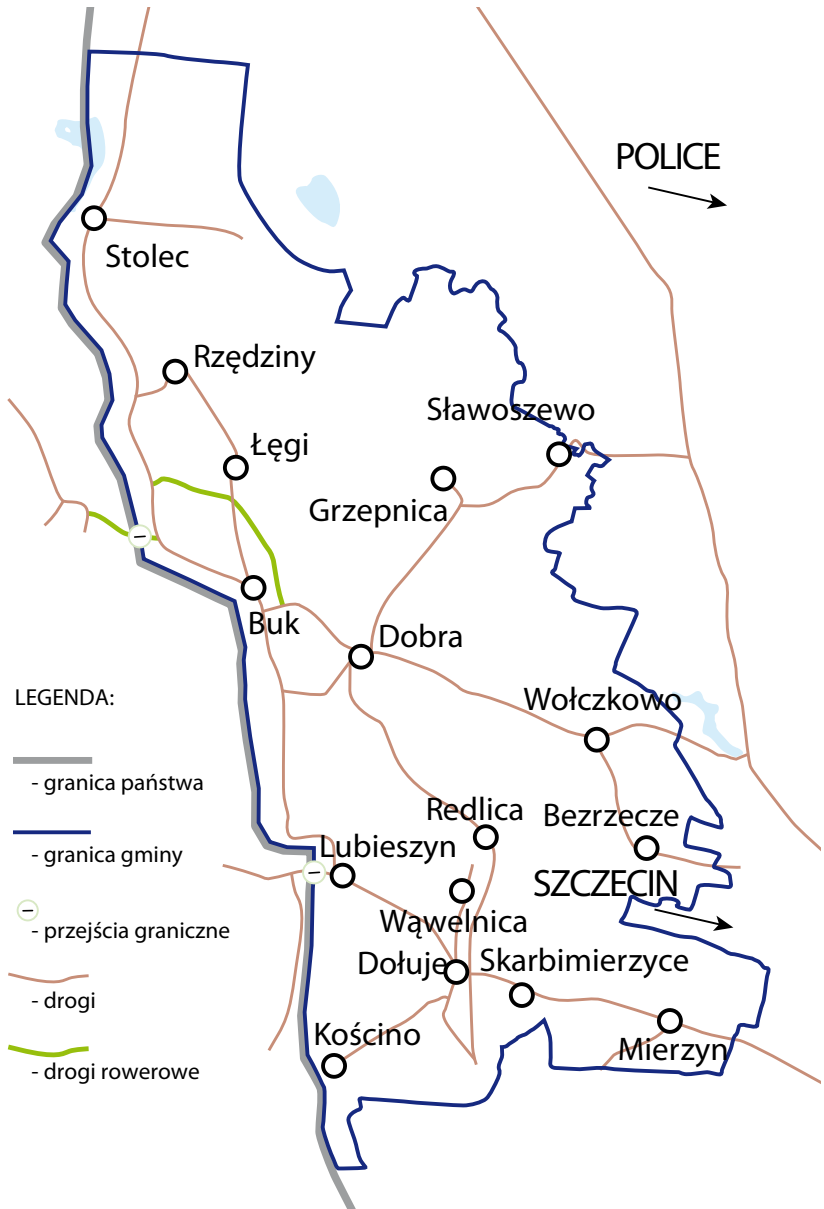 POLICE
Stolec
Rzędziny
Sławoszewo
Łęgi
Grzepnica
Buk
Dobra
Wołczkowo
LEGENDA:
- granica państwa
- granica gminy
- przejścia graniczne
- drogi
- drogi rowerowe
Redlica
Bezrzecze
Lubieszyn
SZCZECIN
Wąwelnica
Dołuje
Skarbimierzyce
Kościno
Mierzyn